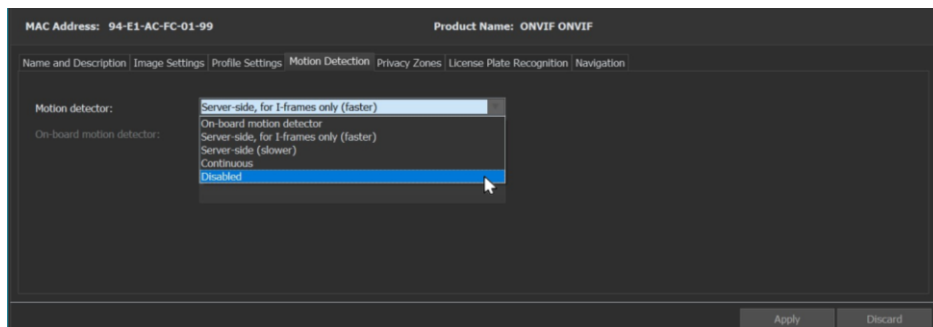 MAC Address: 94-E1-AC-FC-01-99 Product Name: ONVIF ONVIF
Name and Description Image Settings Profile Settings Motion Detection Privacy Zones License Plate Recognition Navigation
Motion detector: Server-side, for I-frames only (faster)
On-board motion detector: On-board motion detector
Server-side, for I-frames only (faster)
Server-side (slower)
Continuous
Disabled
Apply Discard